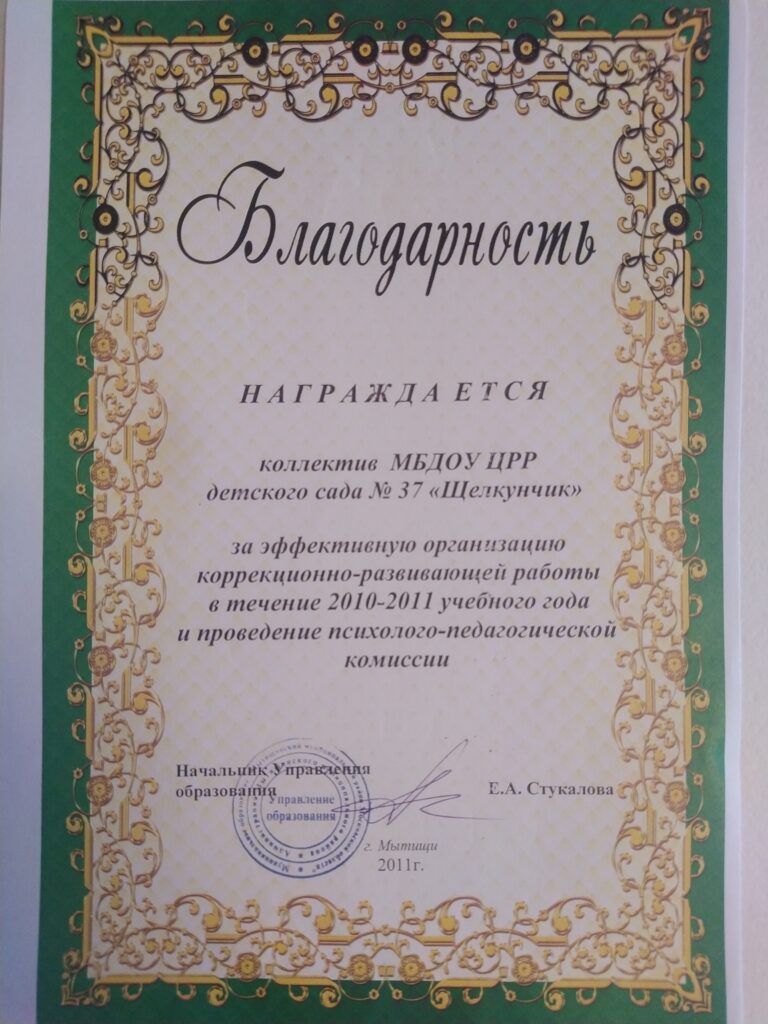 Благодарность
НАГРАЖДАЕТСЯ
коллектив МБДОУ ЦРР
детского сада № 37 «Щелкунчик»
за эффективную организацию
коррекционно-развивающей работы
в течение 2010-2011 учебного года
и проведение психолого-педагогической
комиссии
Начальник Управления
образования
Е.А. Стукалова
Управление
образования
г. Мытищи
2011г.